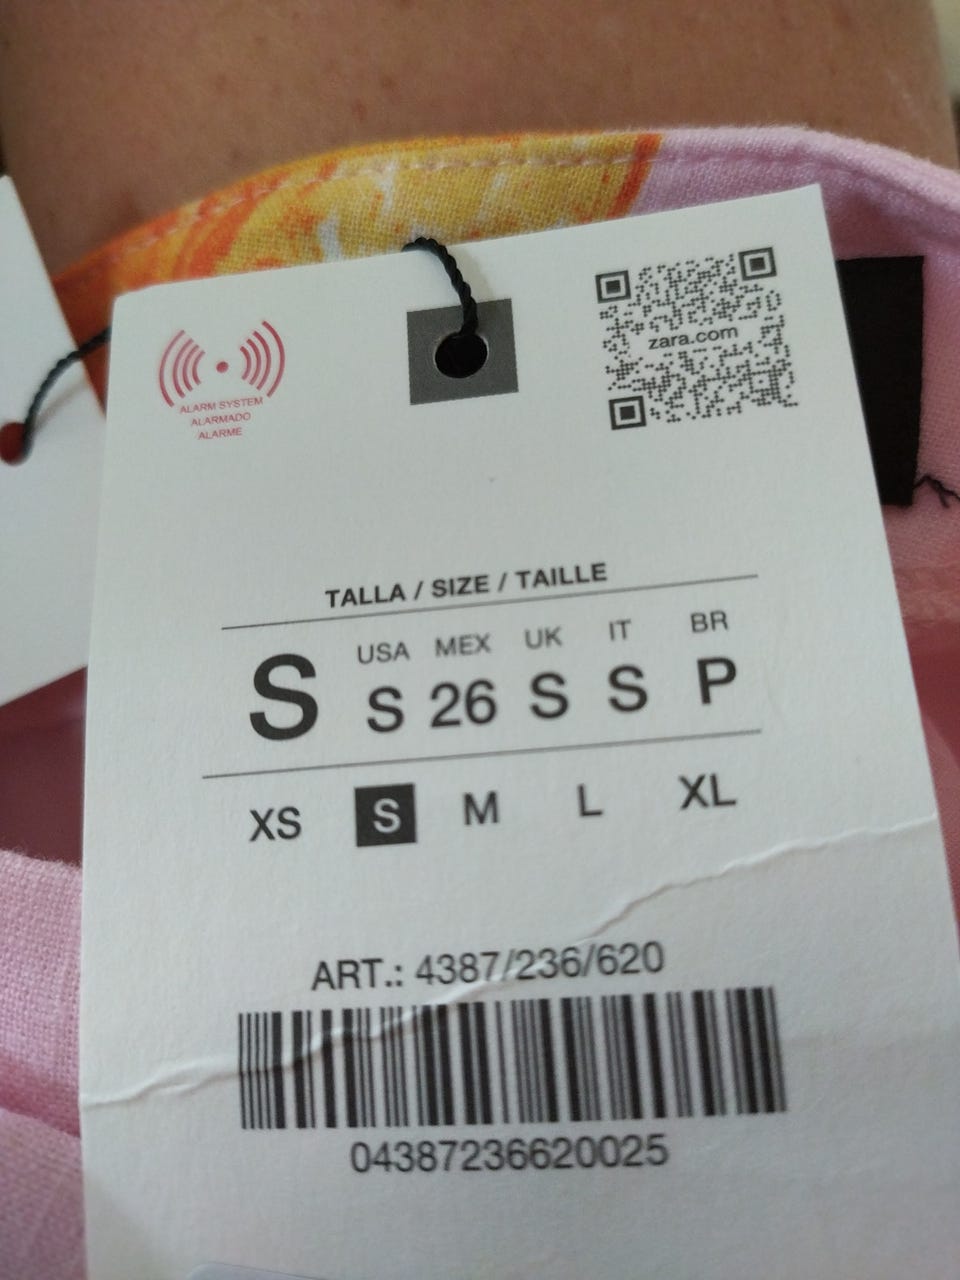 ALARM SYSTEM
ALARMADO
ALARME
zara.com
TALLA / SIZE / TAILLE
USA MEX UK IT BR
S S 26 S S P
XS S M L XL
ART.: 4387/236/620
04387236620025